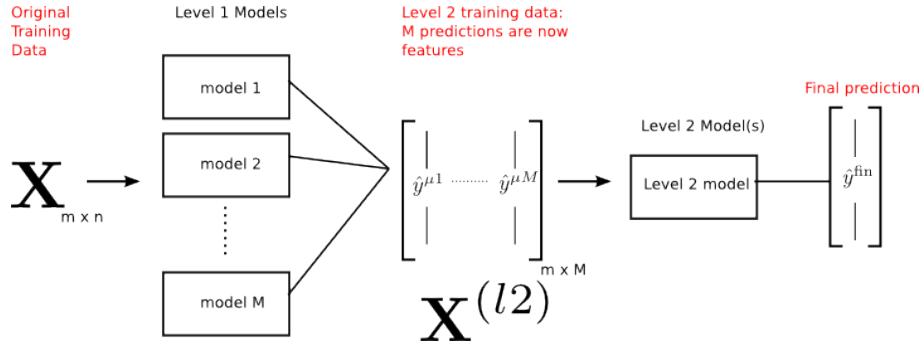 Original
Training
Data
Level 1 Models
Level 2 training data:
M predictions are now
features
model 1
model 2
model M
X
m x n
ŷ^μ1 .......... ŷ^μM
m x M
X^(l2)
Level 2 Model(s)
Level 2 model
Final prediction
ŷ^fin